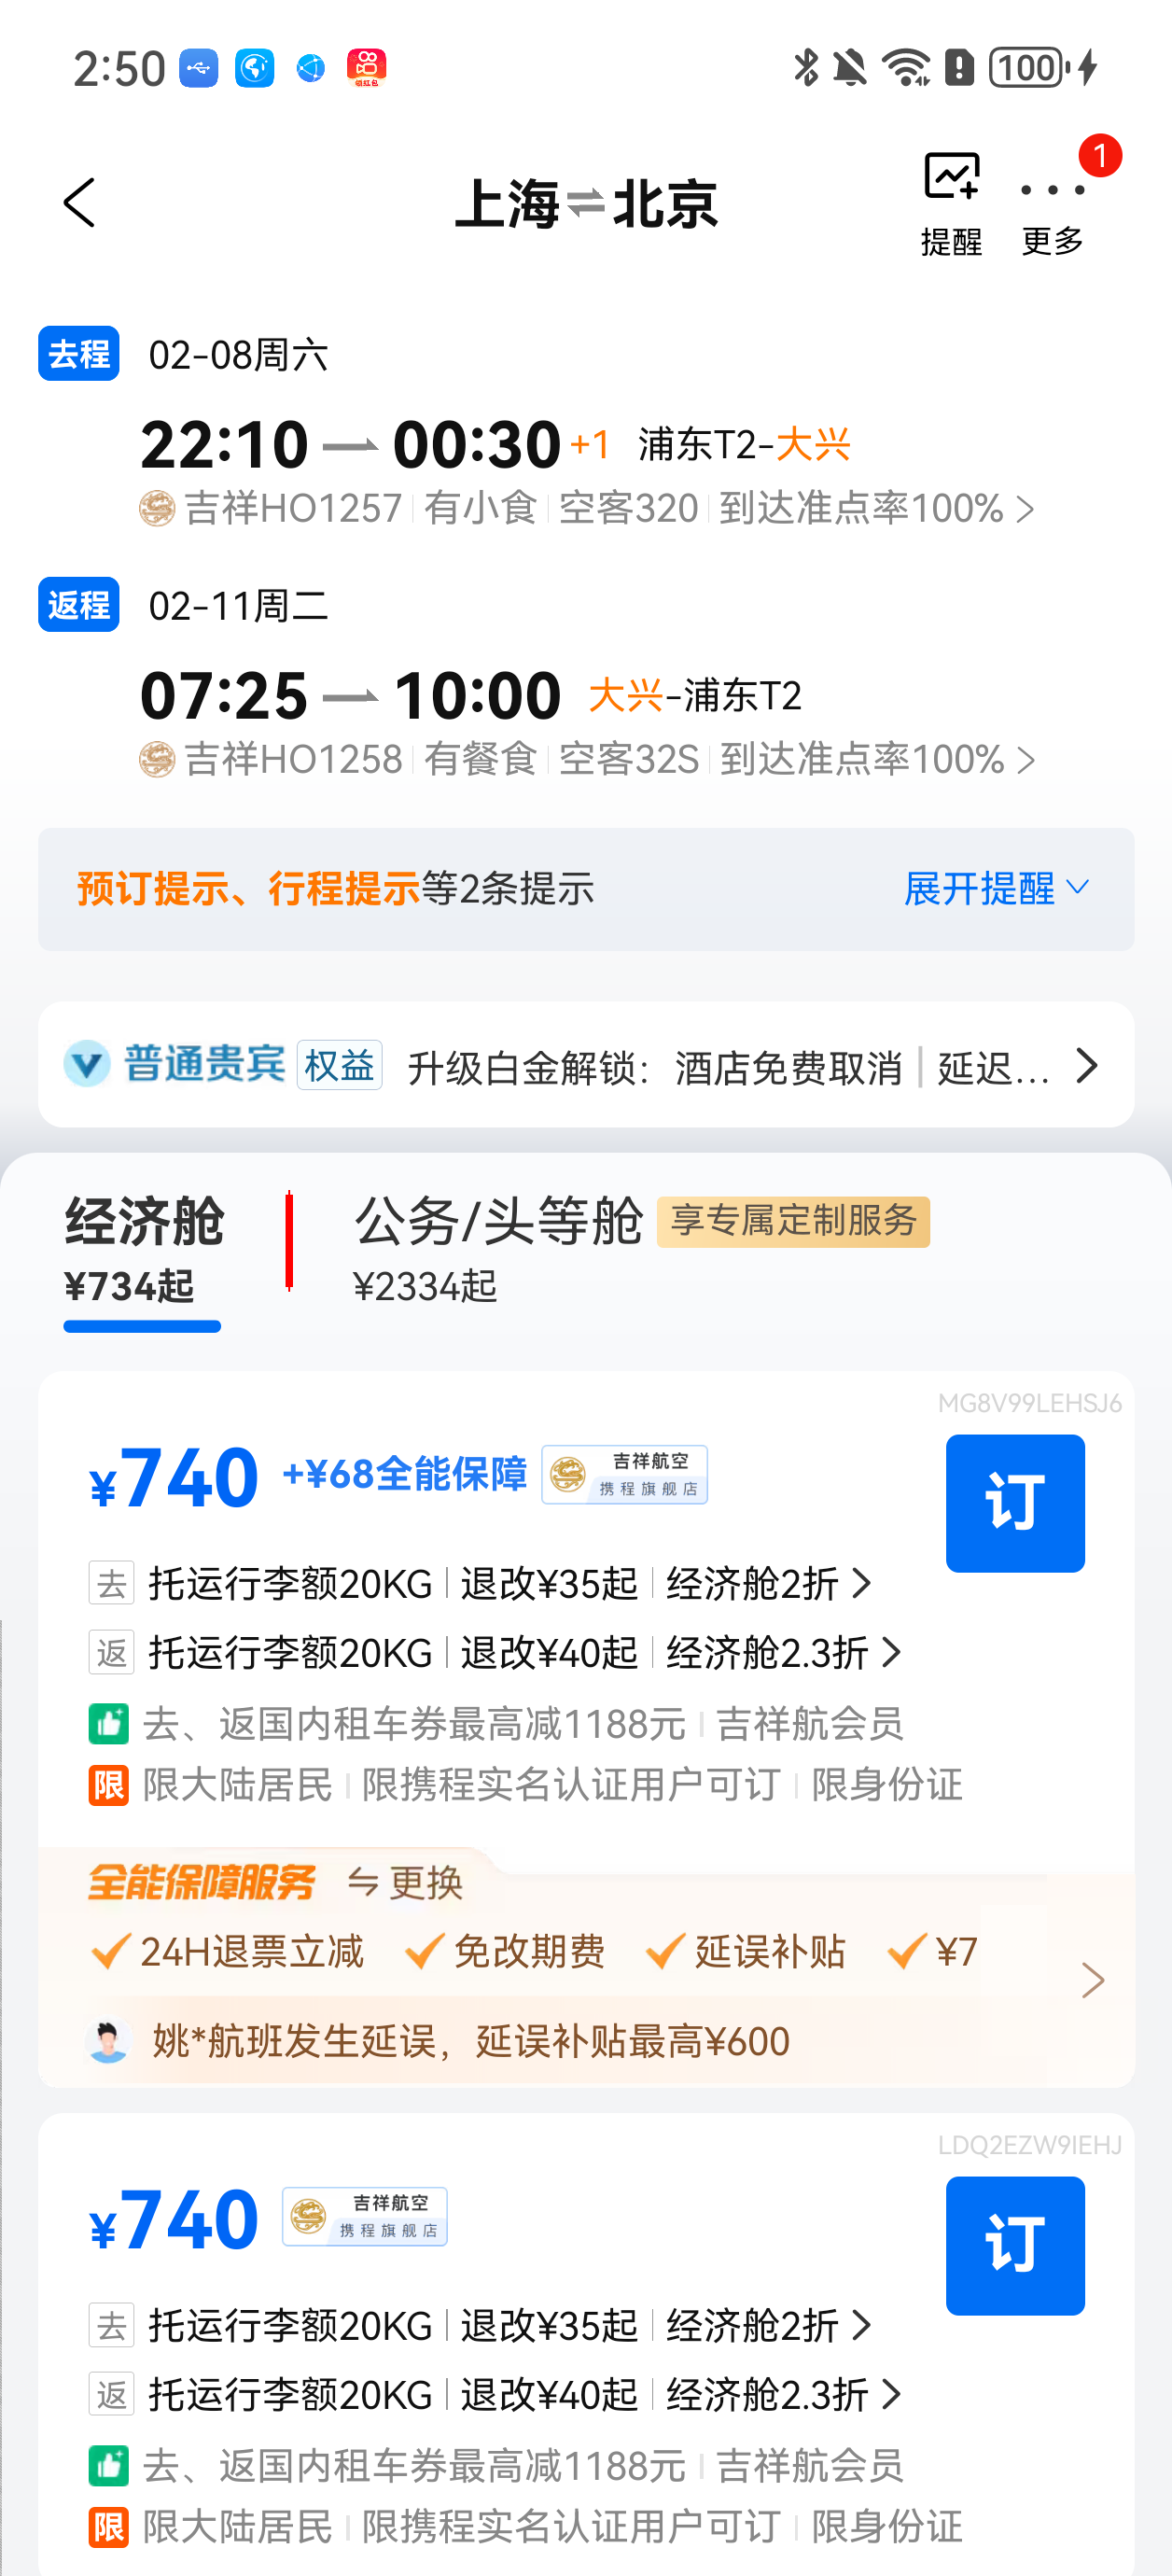 2:50 领红包 100
上海⇌北京
1
提醒 更多
去程 02-08周六
22:10 00:30 +1 浦东T2-大兴
吉祥HO1257 有小食 空客320 到达准点率100%
返程 02-11周二
07:25 10:00 大兴-浦东T2
吉祥HO1258 有餐食 空客32S 到达准点率100%
预订提示、行程提示等2条提示 展开提醒
普通贵宾 权益 升级白金解锁: 酒店免费取消 | 延迟...
经济舱 公务/头等舱 享专属定制服务
¥734起 ¥2334起
MG8V99LEHSJ6
¥740 +¥68全能保障 吉祥航空 携程旗舰店 订
去 托运行李额20KG 退改¥35起 经济舱2折
返 托运行李额20KG 退改¥40起 经济舱2.3折
去、返国内租车券最高减1188元 吉祥航会员
限 限大陆居民 限携程实名认证用户可订 限身份证
全能保障服务 更换
24H退票立减 免改期费 延误补贴 ¥7
姚*航班发生延误，延误补贴最高¥600
LDQ2EZW9IEHJ
¥740 吉祥航空 携程旗舰店 订
去 托运行李额20KG 退改¥35起 经济舱2折
返 托运行李额20KG 退改¥40起 经济舱2.3折
去、返国内租车券最高减1188元 吉祥航会员
限 限大陆居民 限携程实名认证用户可订 限身份证